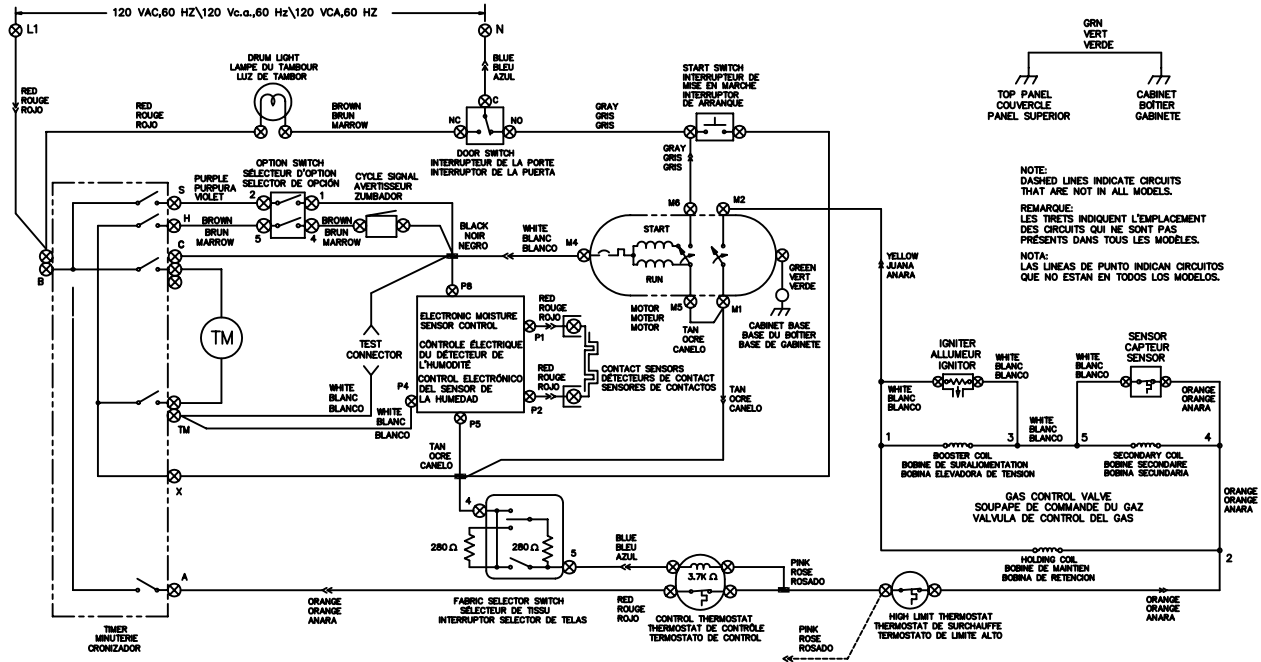 120 VAC,60 HZ\120 Vc.a.,60 Hz\120 VCA,60 HZ
L1
N
GRN
VERT
VERDE
TOP PANEL
COUVERCLE
PANEL SUPERIOR
CABINET
BOÎTIER
GABINETE
DRUM LIGHT
LAMPE DU TAMBOUR
LUZ DE TAMBOR
BLUE
BLEU
AZUL
START SWITCH
INTERRUPTEUR DE
MISE EN MARCHE
INTERRUPTOR
DE ARRANQUE
RED
ROUGE
ROJO
RED
ROUGE
ROJO
BROWN
BRUN
MARROW
C
NC
NO
GRAY
GRIS
GRIS
DOOR SWITCH
INTERRUPTEUR DE LA PORTE
INTERRUPTOR DE LA PUERTA
GRAY
GRIS
GRIS
OPTION SWITCH
SÉLECTEUR D'OPTION
SELECTOR DE OPCIÓN
PURPLE
PURPURA
VIOLET
CYCLE SIGNAL
AVERTISSEUR
ZUMBADOR
S
2
1
H
BROWN
BRUN
MARROW
5
4
BROWN
BRUN
MARROW
NOTE:
DASHED LINES INDICATE CIRCUITS
THAT ARE NOT IN ALL MODELS.
REMARQUE:
LES TIRETS INDIQUENT L'EMPLACEMENT
DES CIRCUITS QUI NE SONT PAS
PRÉSENTS DANS TOUS LES MODÈLES.
NOTA:
LAS LINEAS DE PUNTO INDICAN CIRCUITOS
QUE NO ESTAN EN TODOS LOS MODELOS.
BLACK
NOIR
NEGRO
WHITE
BLANC
BLANCO
M6
M2
M4
START
RUN
M5
M1
MOTOR
MOTEUR
MOTOR
GREEN
VERT
VERDE
CABINET BASE
BASE DU BOÎTIER
BASE DE GABINETE
YELLOW
JUANA
ANARA
C
B
P8
TM
TEST
CONNECTOR
ELECTRONIC MOISTURE
SENSOR CONTROL
CÔNTROLE ÉLECTRIQUE
DU DÉTECTEUR DE
L'HUMODITÉ
CONTROL ELECTRÓNICO
DEL SENSOR DE
LA HUMEDAD
RED
ROUGE
ROJO
P1
RED
ROUGE
ROJO
P2
CONTACT SENSORS
DÉTECTEURS DE CONTACT
SENSORES DE CONTACTOS
TAN
OCRE
CANELO
TAN
OCRE
CANELO
WHITE
BLANC
BLANCO
P4
WHITE
BLANC
BLANCO
TM
P5
TAN
OCRE
CANELO
X
IGNITER
ALLUMEUR
IGNITOR
WHITE
BLANC
BLANCO
WHITE
BLANC
BLANCO
WHITE
BLANC
BLANCO
SENSOR
CAPTEUR
SENSOR
WHITE
BLANC
BLANCO
ORANGE
ORANGE
ANARA
1
3
5
4
BOOSTER COIL
BOBINE DE SURALIOMENTATION
BOBINA ELEVADORA DE TENSION
SECONDARY COIL
BOBINE SECONDAIRE
BOBINA SECUNDARIA
GAS CONTROL VALVE
SOUPAPE DE COMMANDE DU GAZ
VALVULA DE CONTROL DEL GAS
ORANGE
ORANGE
ANARA
HOLDING COIL
BOBINE DE MAINTIEN
BOBINA DE RETENCION
2
4
280 Ω
280 Ω
5
BLUE
BLEU
AZUL
3.7K Ω
PINK
ROSE
ROSADO
A
ORANGE
ORANGE
ANARA
FABRIC SELECTOR SWITCH
SÉLECTEUR DE TISSU
INTERRUPTOR SELECTOR DE TELAS
RED
ROUGE
ROJO
CONTROL THERMOSTAT
THERMOSTAT DE CONTRÔLE
TERMOSTATO DE CONTROL
PINK
ROSE
ROSADO
HIGH LIMIT THERMOSTAT
THERMOSTAT DE SURCHAUFFE
TERMOSTATO DE LIMITE ALTO
ORANGE
ORANGE
ANARA
TIMER
MINUTERIE
CRONIZADOR